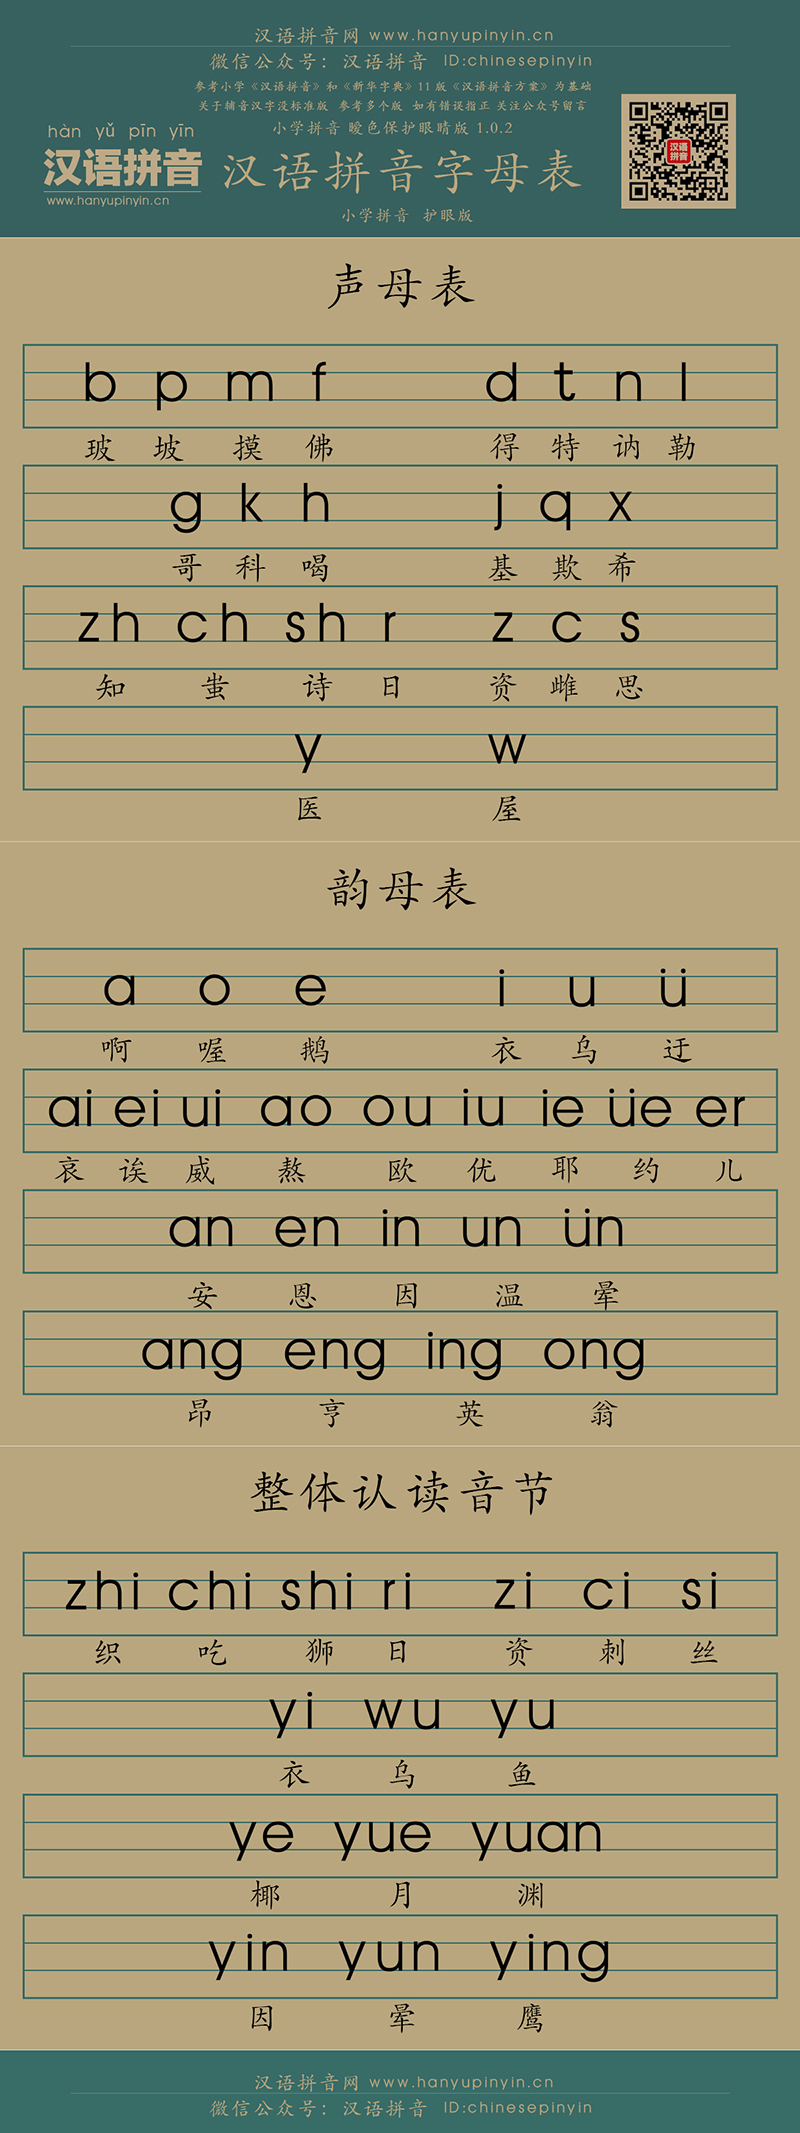 汉语拼音网 www.hanyupinyin.cn
微信公众号：汉语拼音 ID:chinesepinyin
参考小学《汉语拼音》和《新华字典》11版《汉语拼音方案》为基础
关于辅音汉字没标准版 参考多个版 如有错误指正 关注公众号留言
小学拼音 暧色保护眼睛版 1.0.2
hàn yǔ pīn yīn
汉语拼音
www.hanyupinyin.cn
汉语拼音字母表
小学拼音 护眼版
汉语拼音
声母表
b p m f d t n l
玻 坡 摸 佛 得 特 讷 勒
g k h j q x
哥 科 喝 基 欺 希
zh ch sh r z c s
知 蚩 诗 日 资 雌 思
y w
医 屋
韵母表
a o e i u ü
啊 喔 鹅 衣 乌 迂
ai ei ui ao ou iu ie üe er
哀 诶 威 熬 欧 优 耶 约 儿
an en in un ün
安 恩 因 温 晕
ang eng ing ong
昂 亨 英 翁
整体认读音节
zhi chi shi ri zi ci si
织 吃 狮 日 资 刺 丝
yi wu yu
衣 乌 鱼
ye yue yuan
椰 月 渊
yin yun ying
因 晕 鹰
汉语拼音网 www.hanyupinyin.cn
微信公众号：汉语拼音 ID:chinesepinyin